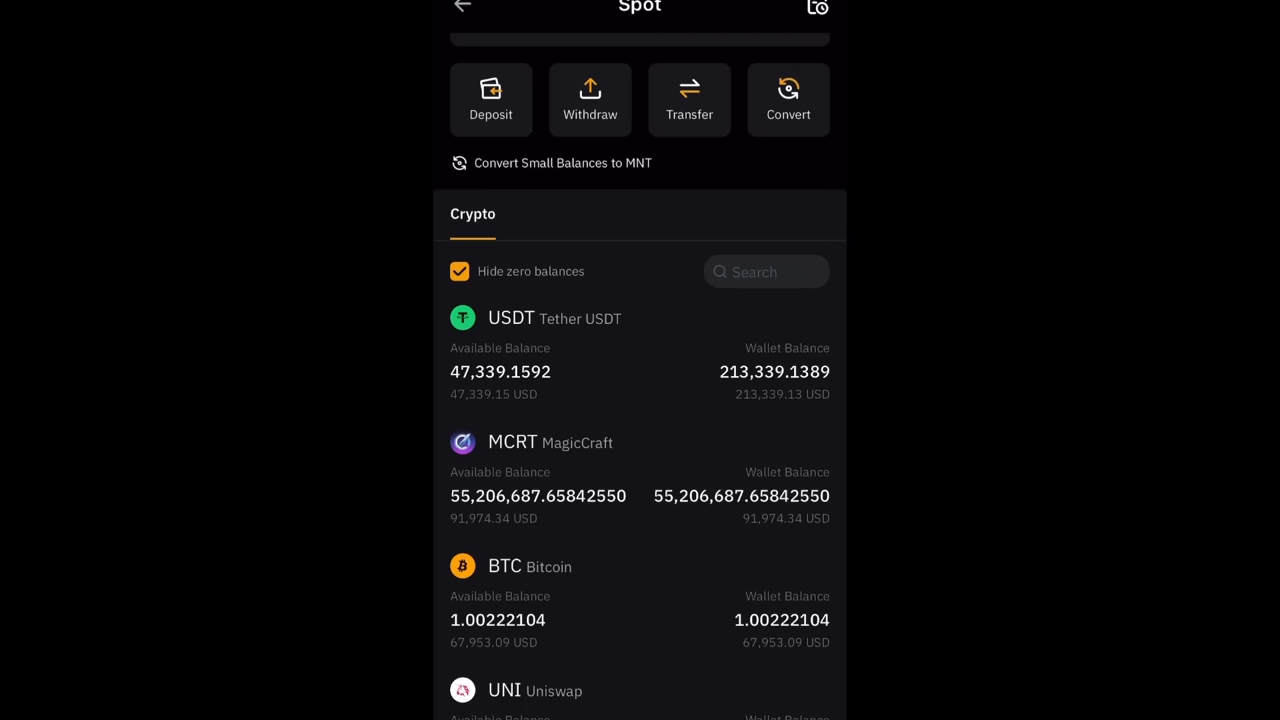 Spot
Deposit Withdraw Transfer Convert
Convert Small Balances to MNT
Crypto
Hide zero balances Search
USDT Tether USDT
Available Balance Wallet Balance
47,339.1592 213,339.1389
47,339.15 USD 213,339.13 USD
MCRT MagicCraft
Available Balance Wallet Balance
55,206,687.65842550 55,206,687.65842550
91,974.34 USD 91,974.34 USD
BTC Bitcoin
Available Balance Wallet Balance
1.00222104 1.00222104
67,953.09 USD 67,953.09 USD
UNI Uniswap
Available Balance Wallet Balance